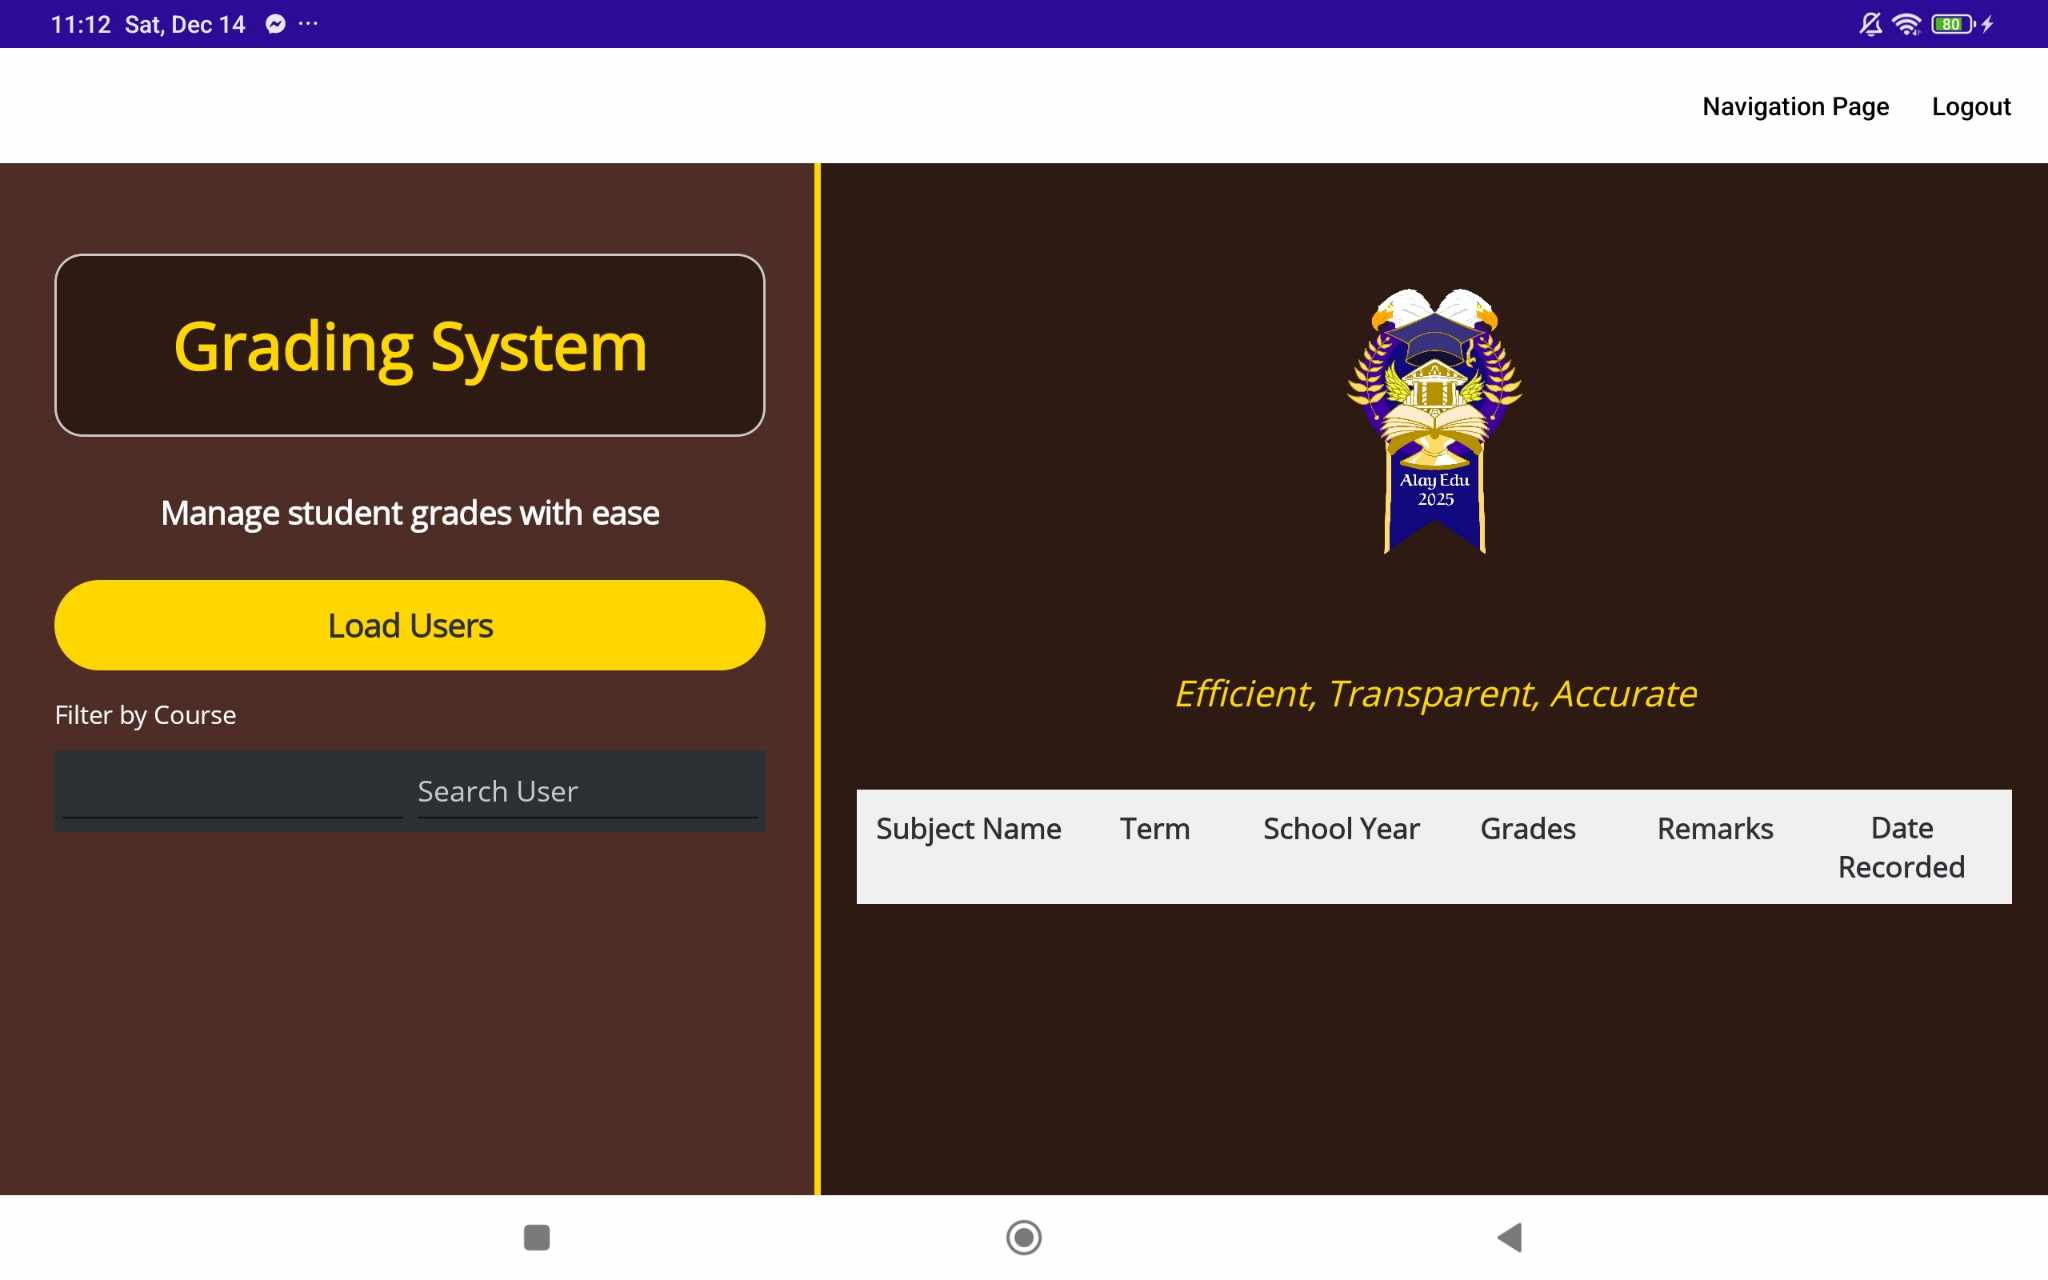 11:12 Sat, Dec 14 ...
80
Navigation Page Logout
Grading System
Manage student grades with ease
Load Users
Filter by Course
Search User
Alay Edu
2025
Efficient, Transparent, Accurate
Subject Name Term School Year Grades Remarks Date
Recorded